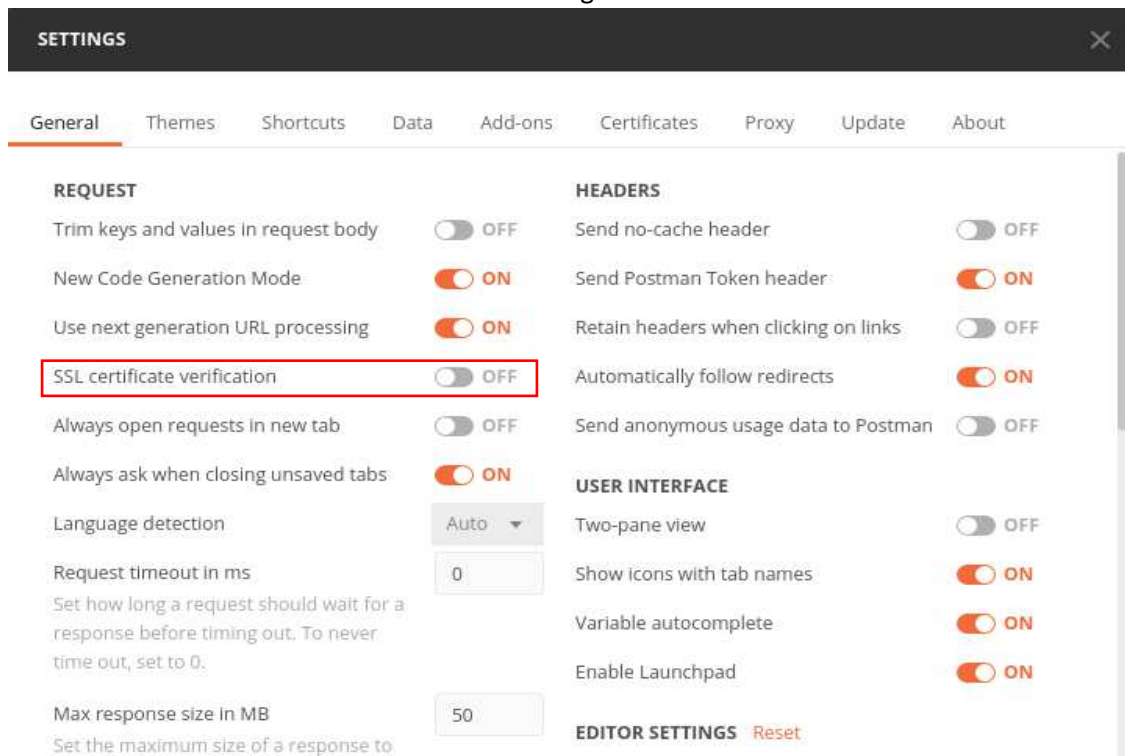 SETTINGS
General Themes Shortcuts Data Add-ons Certificates Proxy Update About
REQUEST
Trim keys and values in request body OFF
New Code Generation Mode ON
Use next generation URL processing ON
SSL certificate verification OFF
Always open requests in new tab OFF
Always ask when closing unsaved tabs ON
Language detection Auto
Request timeout in ms 0
Set how long a request should wait for a
response before timing out. To never
time out, set to 0.
Max response size in MB 50
Set the maximum size of a response to
HEADERS
Send no-cache header OFF
Send Postman Token header ON
Retain headers when clicking on links OFF
Automatically follow redirects ON
Send anonymous usage data to Postman OFF
USER INTERFACE
Two-pane view OFF
Show icons with tab names ON
Variable autocomplete ON
Enable Launchpad ON
EDITOR SETTINGS Reset